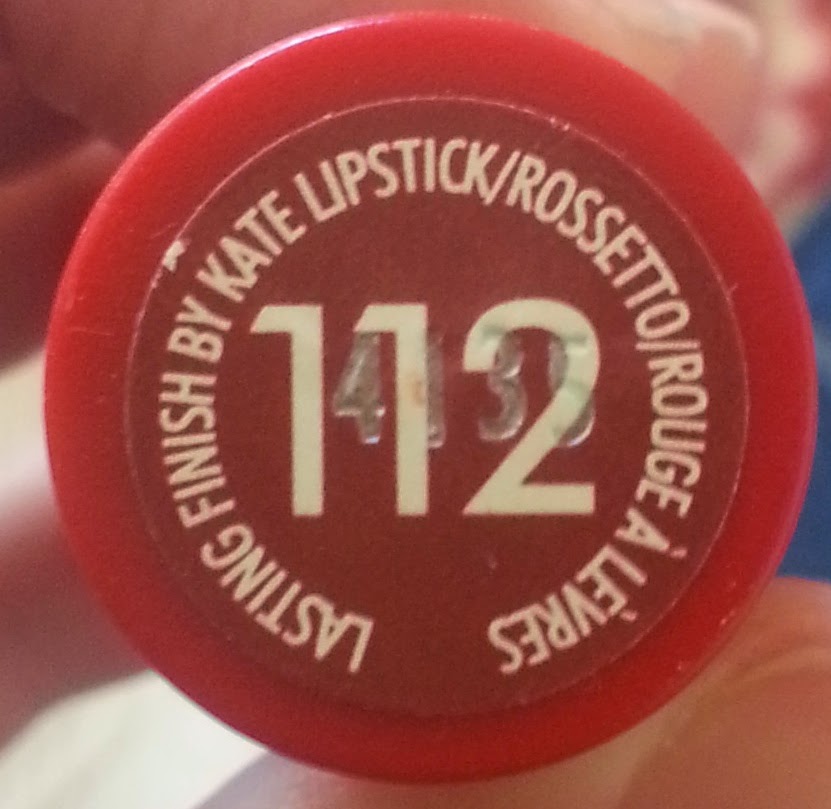 LASTING FINISH BY KATE LIPSTICK/ROSSETTO/ROUGE À LÈVRES
112